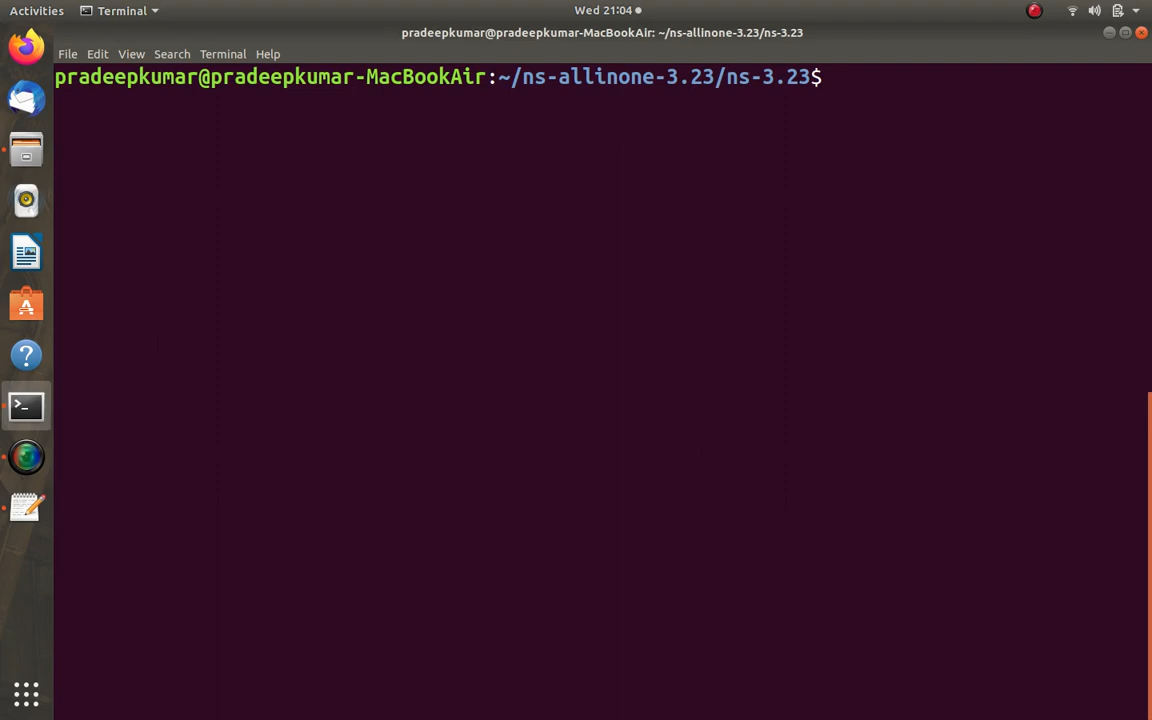 Activities Terminal Wed 21:04
pradeepkumar@pradeepkumar-MacBookAir: ~/ns-allinone-3.23/ns-3.23
File Edit View Search Terminal Help
pradeepkumar@pradeepkumar-MacBookAir:~/ns-allinone-3.23/ns-3.23$